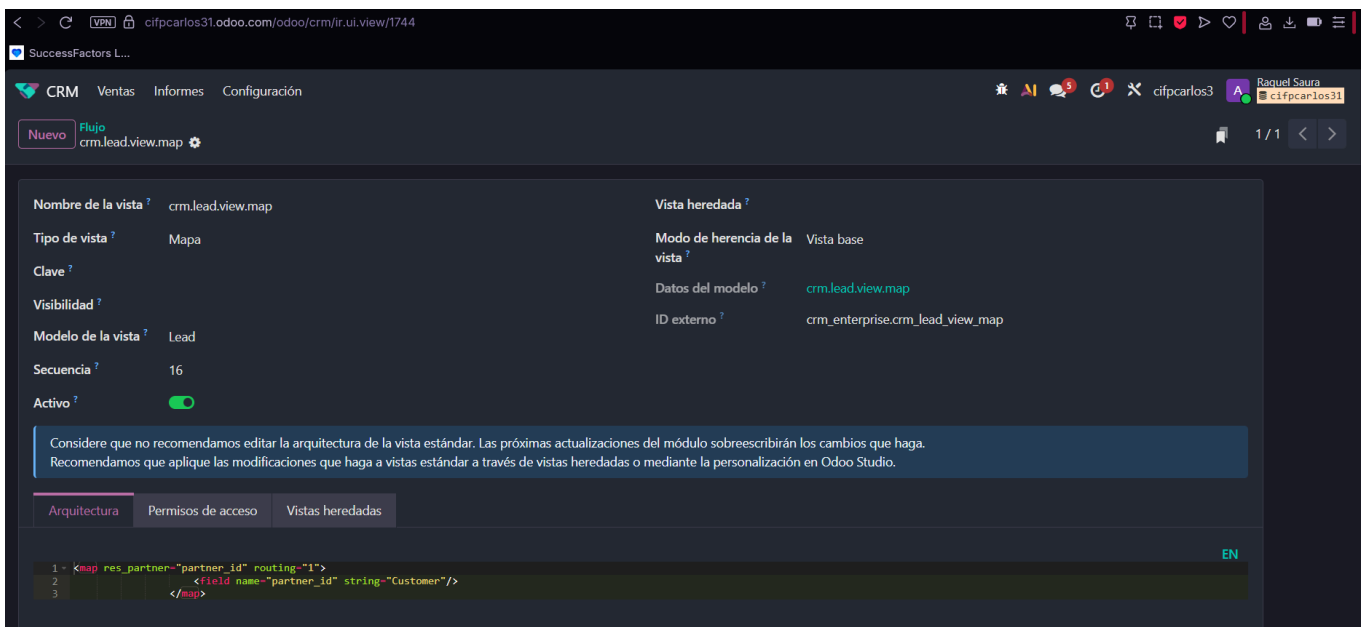 VPN cifpcarlos31.odoo.com/odoo/crm/ir.ui.view/1744
SuccessFactors L...
CRM Ventas Informes Configuración AI 5 1 cifpcarlos3 A Raquel Saura
cifpcarlos31
Nuevo Flujo
crm.lead.view.map 1 / 1
Nombre de la vista ? crm.lead.view.map
Tipo de vista ? Mapa
Clave ?
Visibilidad ?
Modelo de la vista ? Lead
Secuencia ? 16
Activo ?
Vista heredada ?
Modo de herencia de la vista ? Vista base
Datos del modelo ? crm.lead.view.map
ID externo ? crm_enterprise.crm_lead_view_map
Considere que no recomendamos editar la arquitectura de la vista estándar. Las próximas actualizaciones del módulo sobreescribirán los cambios que haga.
Recomendamos que aplique las modificaciones que haga a vistas estándar a través de vistas heredadas o mediante la personalización en Odoo Studio.
Arquitectura Permisos de acceso Vistas heredadas
EN
1 <map res_partner="partner_id" routing="1">
2 <field name="partner_id" string="Customer"/>
3 </map>